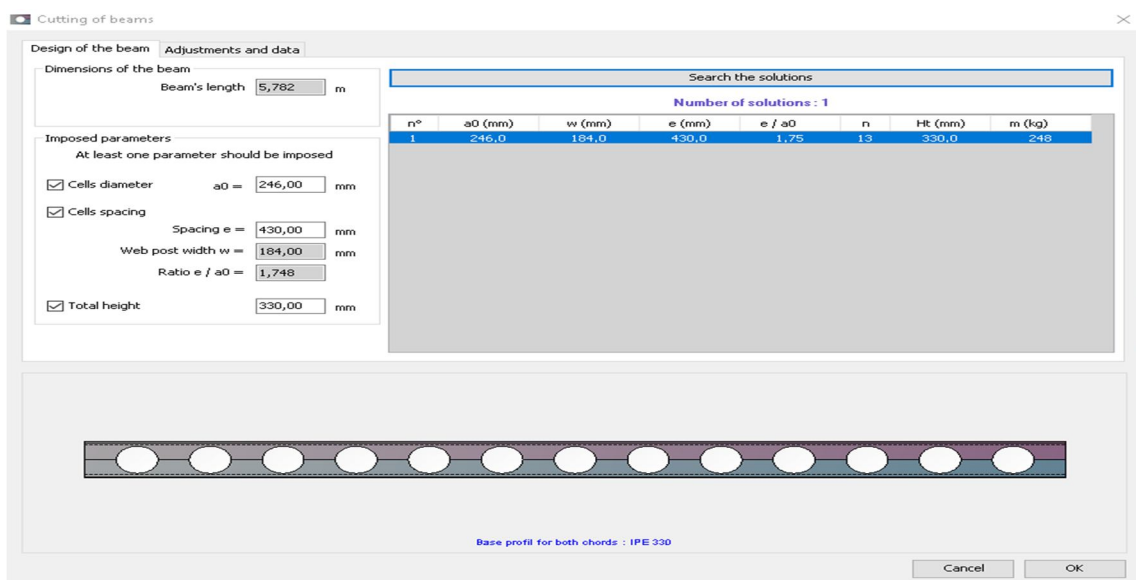 Cutting of beams
Design of the beam Adjustments and data
Dimensions of the beam
Beam's length 5,782 m
Imposed parameters
At least one parameter should be imposed
Cells diameter a0 = 246,00 mm
Cells spacing
Spacing e = 430,00 mm
Web post width w = 184,00 mm
Ratio e / a0 = 1,748
Total height 330,00 mm
Search the solutions
Number of solutions : 1
n° a0 (mm) w (mm) e (mm) e / a0 n Ht (mm) m (kg)
1 246,0 184,0 430,0 1,75 13 330,0 248
Base profil for both chords : IPE 330
Cancel OK